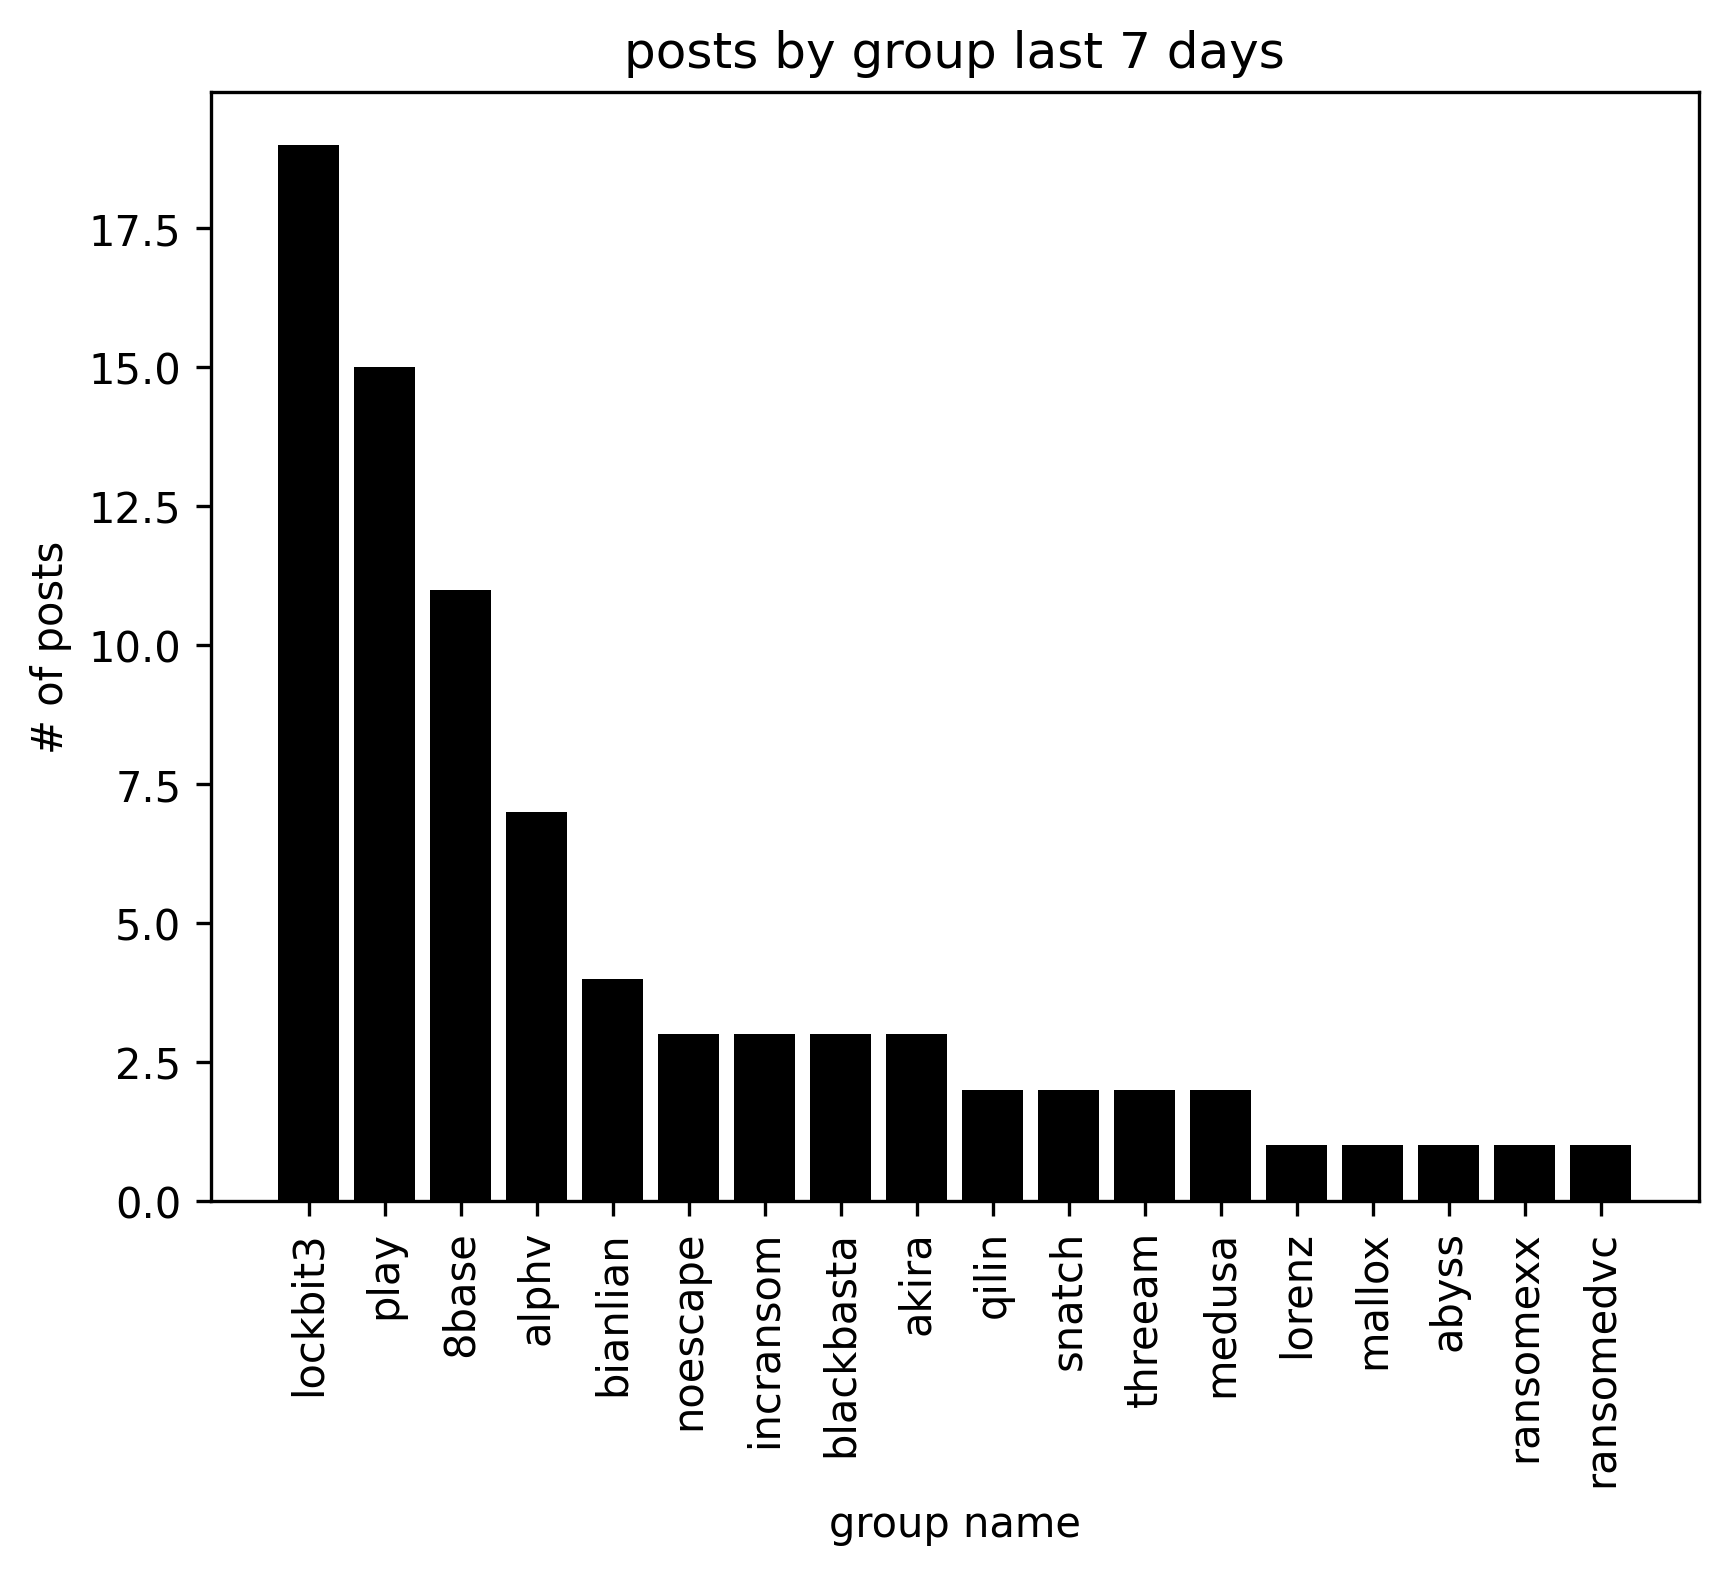 posts by group last 7 days
# of posts
17.5
15.0
12.5
10.0
7.5
5.0
2.5
0.0
lockbit3
play
8base
alphv
bianlian
noescape
incransom
blackbasta
akira
qilin
snatch
threeam
medusa
lorenz
mallox
abyss
ransomexx
ransomedvc
group name